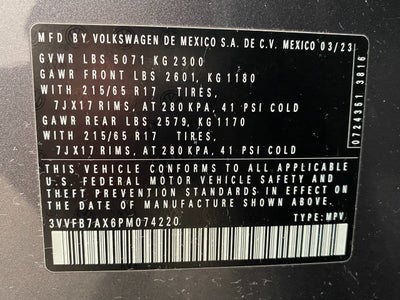 MFD BY VOLKSWAGEN DE MEXICO S.A. DE C.V. MEXICO 03/23
GVWR LBS 5071 KG 2300
GAWR FRONT LBS 2601, KG 1180
WITH 215/65 R17 TIRES,
7JX17 RIMS, AT 280 KPA, 41 PSI COLD
GAWR REAR LBS 2579, KG 1170
WITH 215/65 R17 TIRES,
7JX17 RIMS, AT 280 KPA, 41 PSI COLD
THIS VEHICLE CONFORMS TO ALL APPLICABLE
U.S. FEDERAL MOTOR VEHICLE SAFETY AND
THEFT PREVENTION STANDARDS IN EFFECT ON
THE DATE OF MANUFACTURE SHOWN ABOVE.
3VVFB7AX6PM074220 TYPE: MPV
0724351 3816